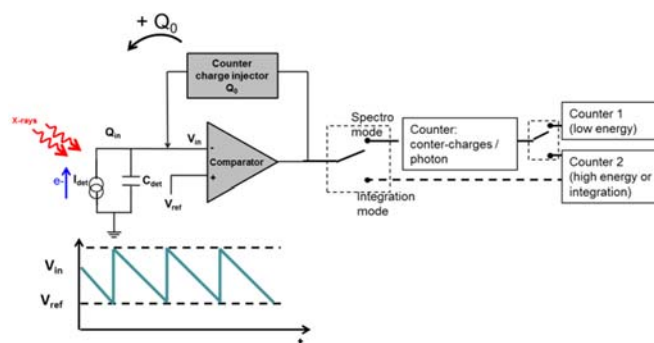 + Q0
Counter
charge injector
Q0
X-rays
Qin
Vin
-
Comparator
+
e-
Idet
Cdet
Vref
Spectro
mode
Integration
mode
Counter:
conter-charges /
photon
Counter 1
(low energy)
Counter 2
(high energy or
integration)
Vin
Vref
t